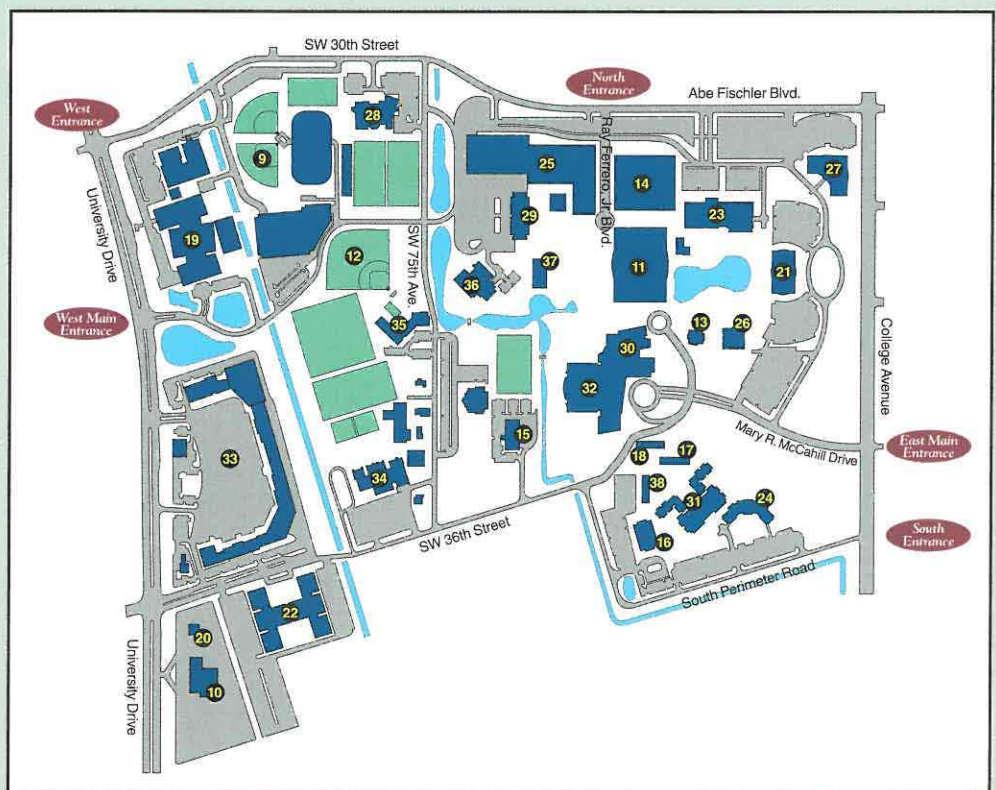 SW 30th Street
North
Entrance
Abe Fischler Blvd.
West
Entrance
28
9
25
Ray Ferrero, Jr. Blvd.
14
27
University Drive
19
29
23
12
SW 75th Ave.
37
11
21
36
West Main
Entrance
35
13
26
30
College Avenue
32
Mary R. McCahill Drive
East Main
Entrance
15
33
18
17
34
38
31
24
South
Entrance
SW 36th Street
16
South Perimeter Road
22
20
10
University Drive